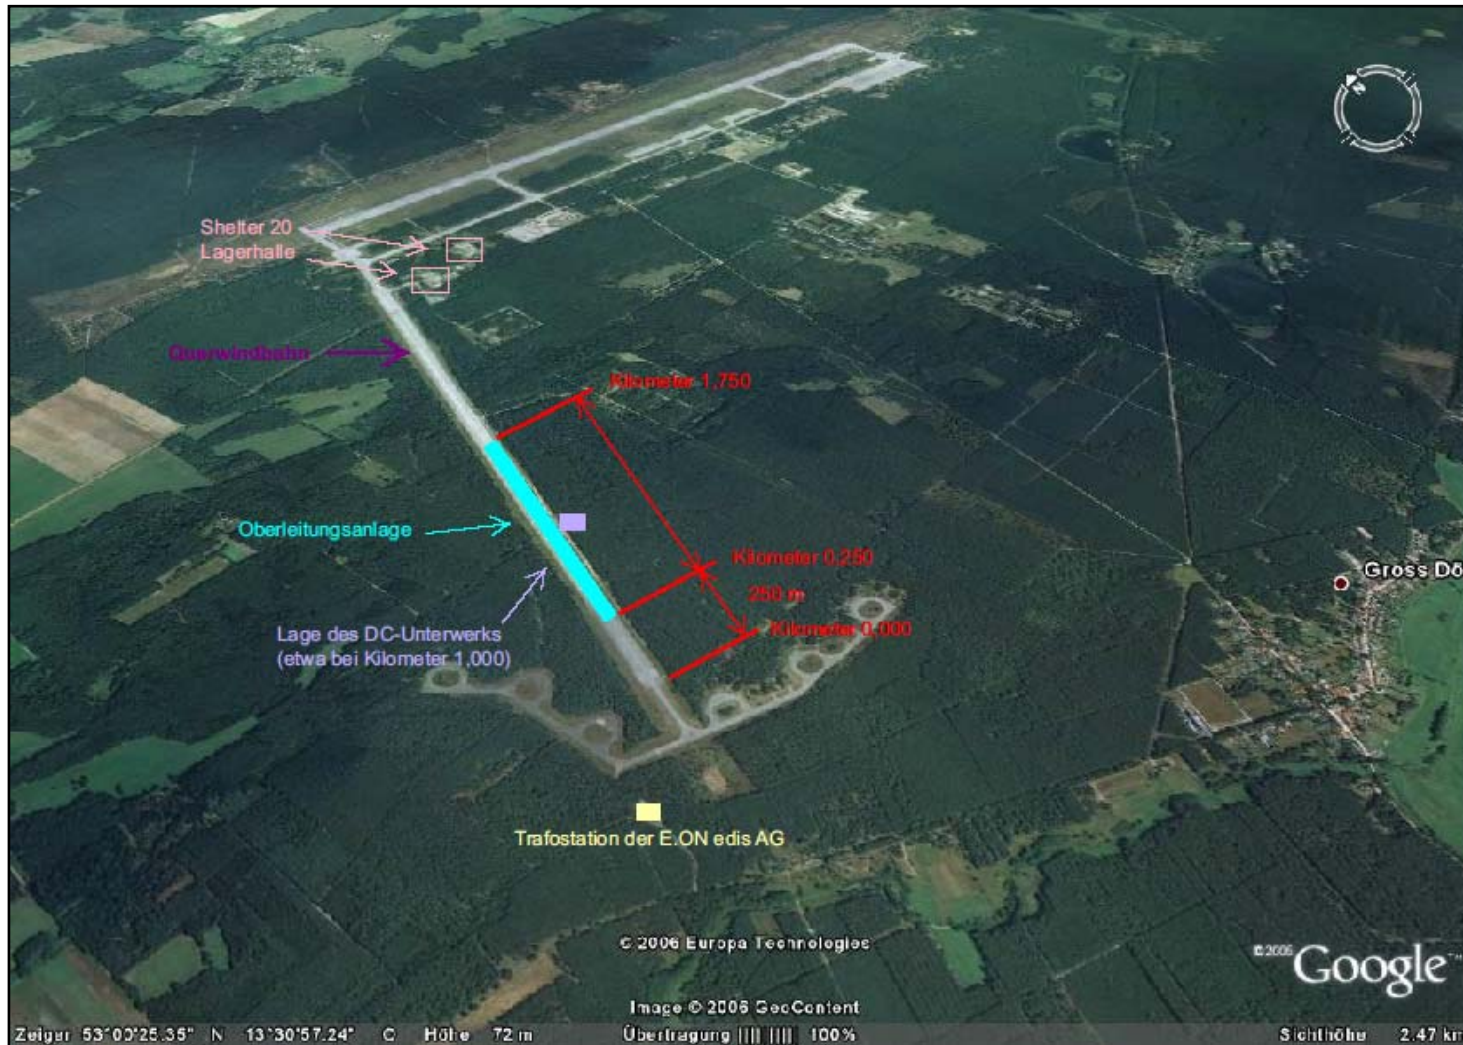 Shelter 20
Lagerhalle
Querwindbahn
Kilometer 1,750
Oberleitungsanlage
Kilometer 0,250
250 m
Gross Dö
Kilometer 0,000
Lage des DC-Unterwerks
(etwa bei Kilometer 1,000)
Trafostation der E.ON edis AG
© 2006 Europa Technologies
© 2006 Google™
Image © 2006 GeoContent
Zeiger 53°00'25.35" N 13°30'57.24" O Höhe 72 m Übertragung |||| |||| 100% Sichthöhe 2.47 km